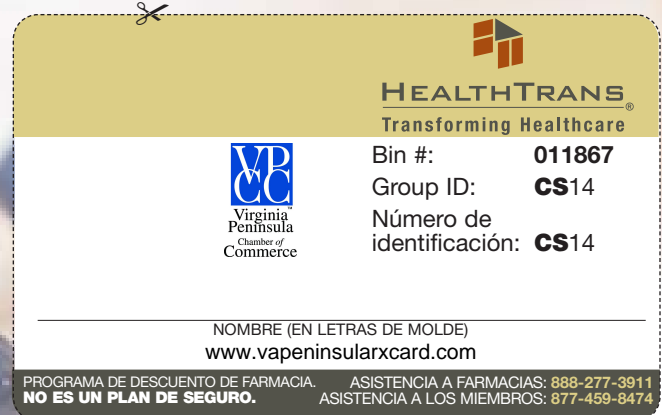 HEALTHTRANS®
Transforming Healthcare
VPCC™
Virginia
Peninsula
Chamber of
Commerce
Bin #: 011867
Group ID: CS14
Número de
identificación: CS14
NOMBRE (EN LETRAS DE MOLDE)
www.vapeninsularxcard.com
PROGRAMA DE DESCUENTO DE FARMACIA. ASISTENCIA A FARMACIAS: 888-277-3911
NO ES UN PLAN DE SEGURO. ASISTENCIA A LOS MIEMBROS: 877-459-8474